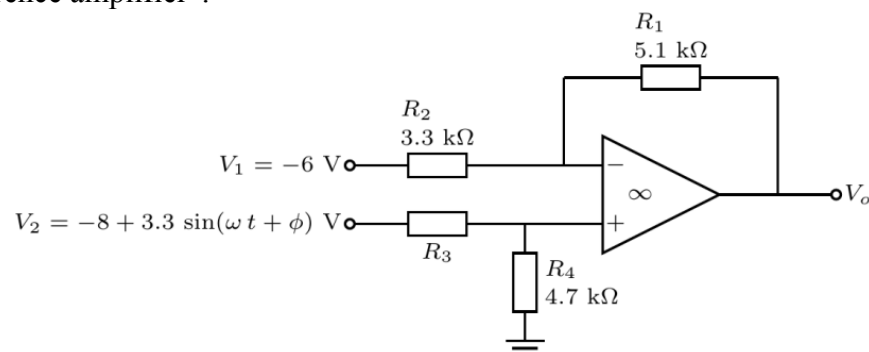 amplifier
R₁
5.1 kΩ
R₂
3.3 kΩ
V₁ = −6 V
−
∞
Vₒ
V₂ = −8 + 3.3 sin(ω t + ϕ) V
+
R₃
R₄
4.7 kΩ